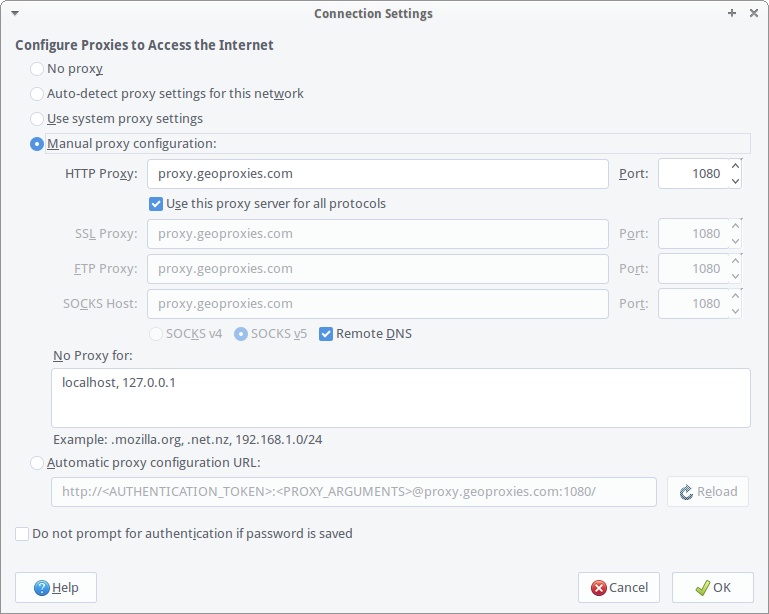 Connection Settings
Configure Proxies to Access the Internet
No proxy
Auto-detect proxy settings for this network
Use system proxy settings
Manual proxy configuration:
HTTP Proxy: proxy.geoproxies.com Port: 1080
Use this proxy server for all protocols
SSL Proxy: proxy.geoproxies.com Port: 1080
FTP Proxy: proxy.geoproxies.com Port: 1080
SOCKS Host: proxy.geoproxies.com Port: 1080
SOCKS v4 SOCKS v5 Remote DNS
No Proxy for:
localhost, 127.0.0.1
Example: .mozilla.org, .net.nz, 192.168.1.0/24
Automatic proxy configuration URL:
http://<AUTHENTICATION_TOKEN>:<PROXY_ARGUMENTS>@proxy.geoproxies.com:1080/ Reload
Do not prompt for authentication if password is saved
Help Cancel OK